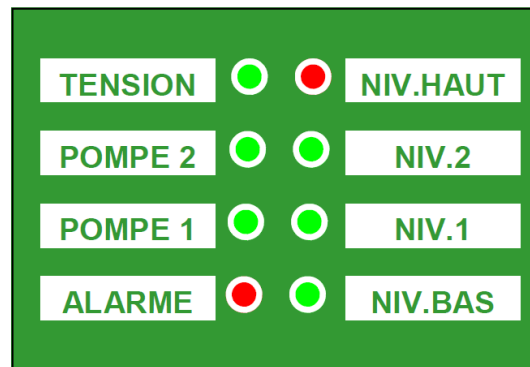 TENSION NIV.HAUT
POMPE 2 NIV.2
POMPE 1 NIV.1
ALARME NIV.BAS